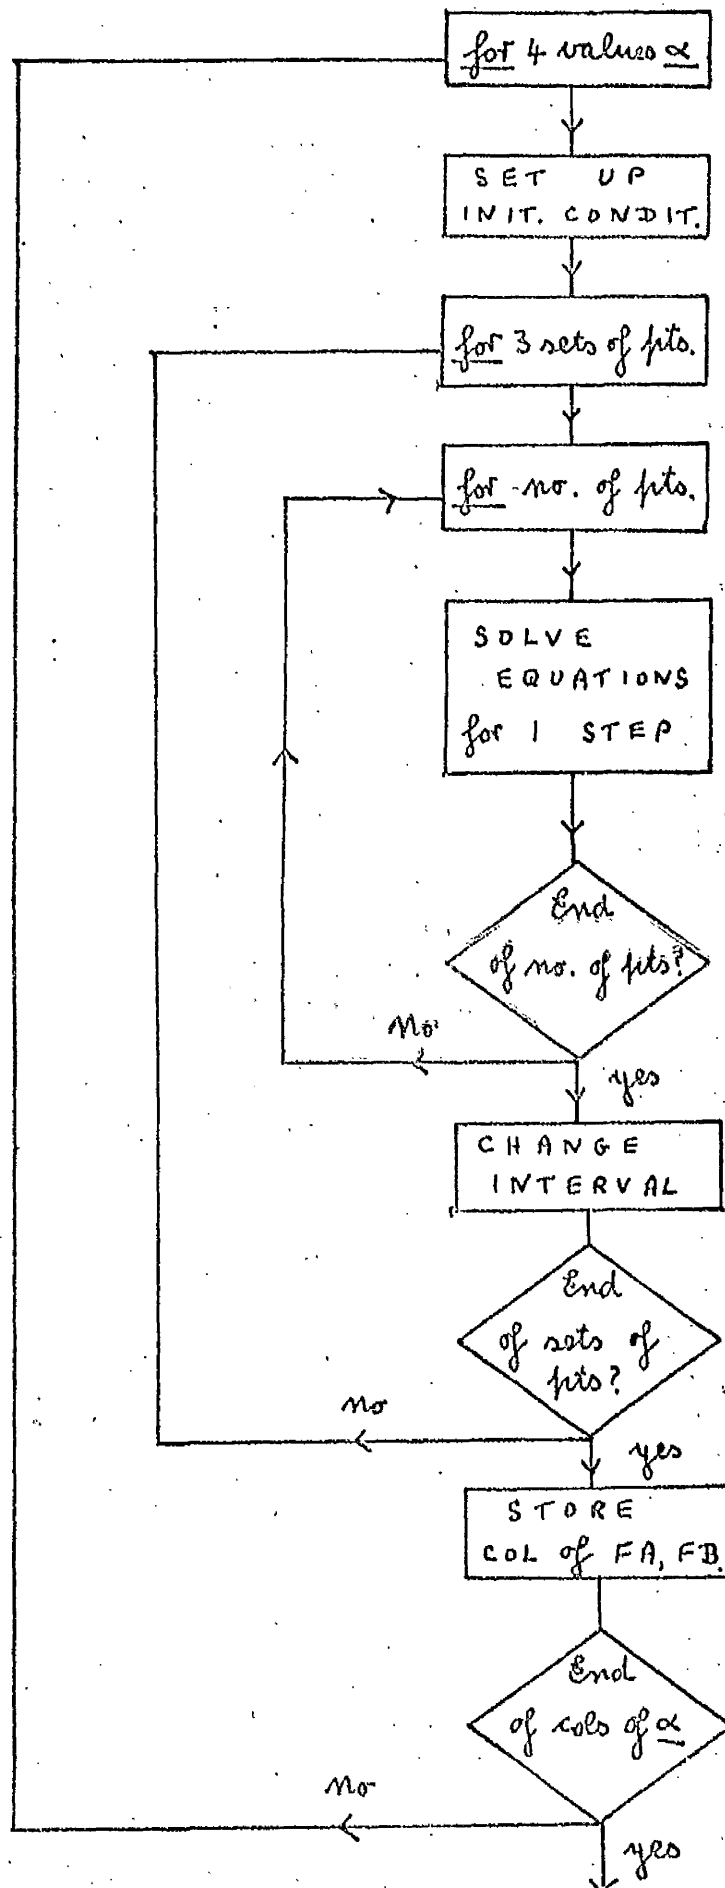 for 4 values α
SET UP
INIT. CONDIT.
for 3 sets of pts.
for no. of pts.
SOLVE
EQUATIONS
for 1 STEP
End
of no. of pts?
No
yes
CHANGE
INTERVAL
End
of sets of
pts?
no
yes
STORE
COL of FA, FB.
End
of cols of α
no
yes